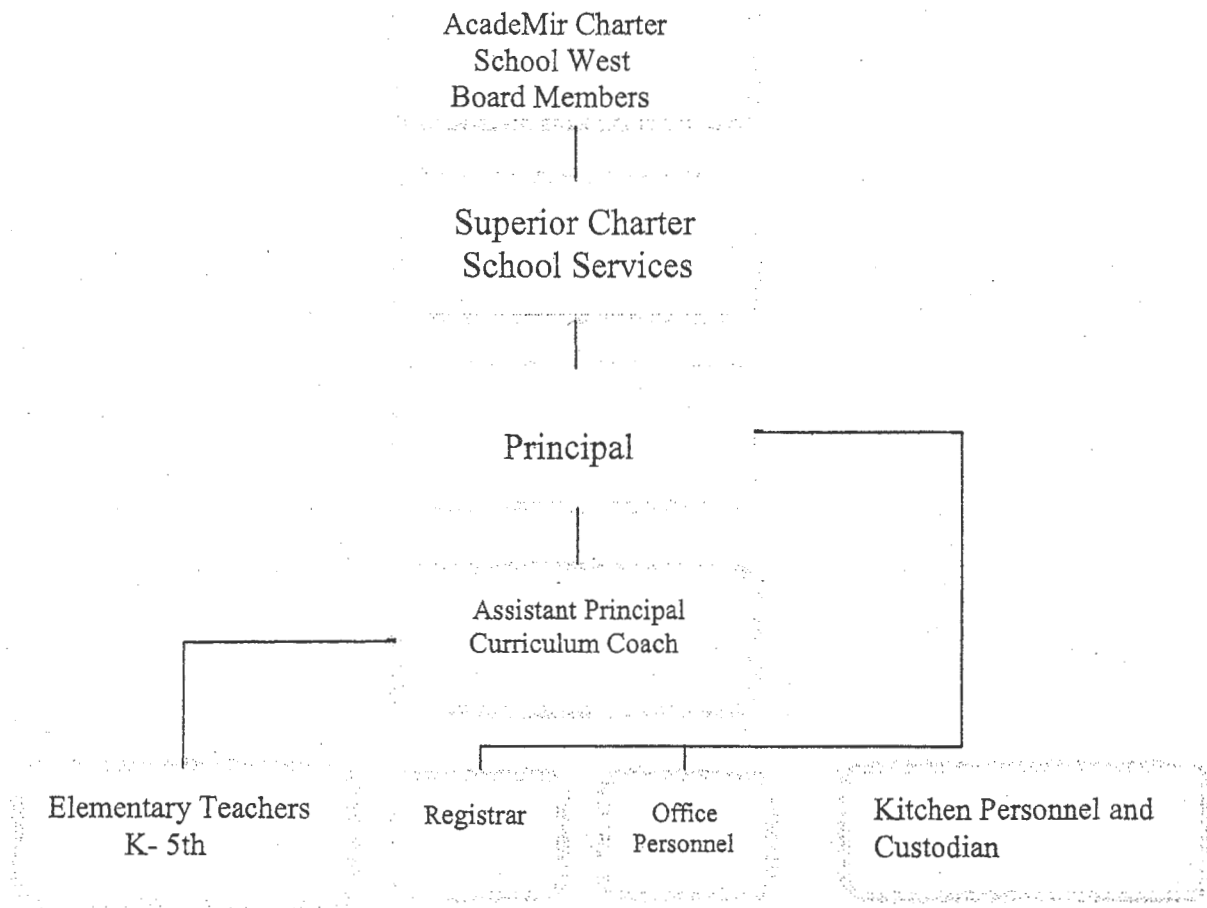 AcadeMir Charter
School West
Board Members
Superior Charter
School Services
Principal
Assistant Principal
Curriculum Coach
Elementary Teachers
K- 5th
Registrar
Office
Personnel
Kitchen Personnel and
Custodian